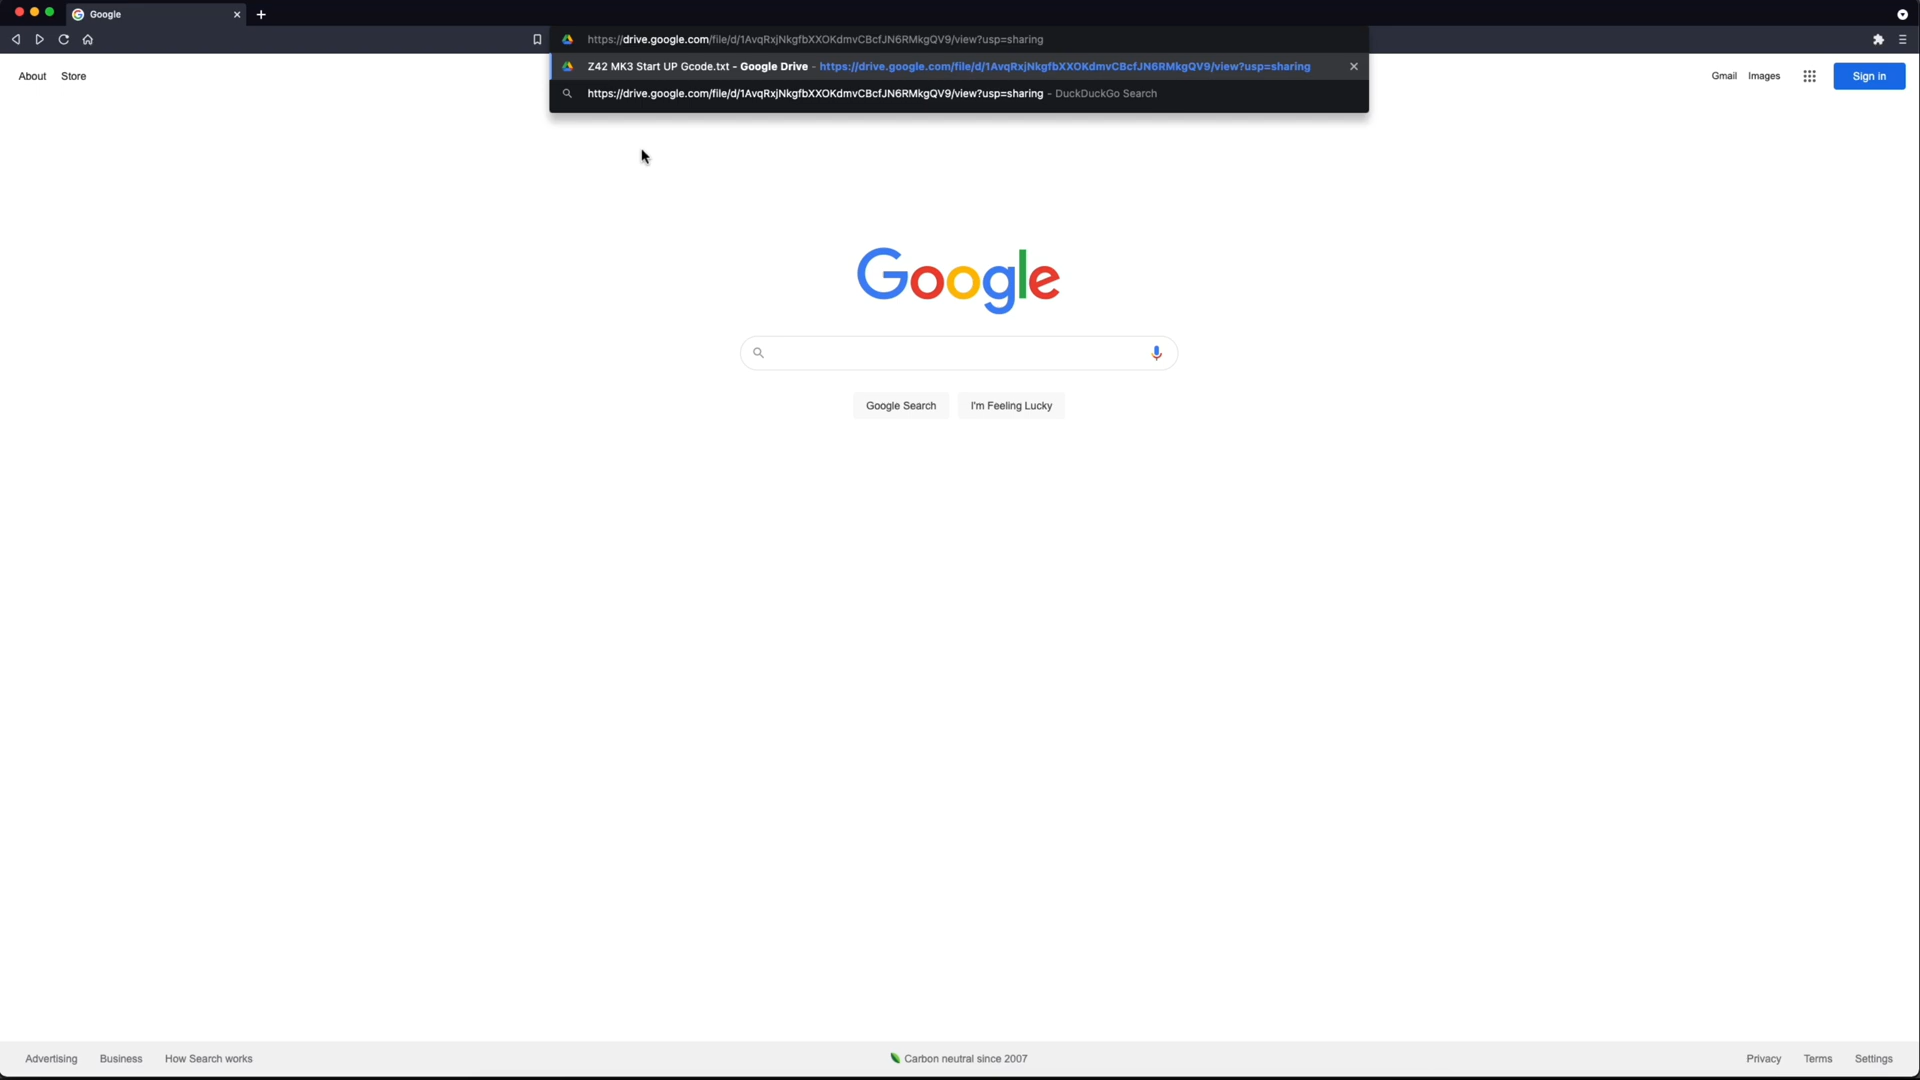 Google
https://drive.google.com/file/d/1AvqRxjNkgfbXXOKdmvCBcfJN6RMkgQV9/view?usp=sharing
Z42 MK3 Start UP Gcode.txt - Google Drive - https://drive.google.com/file/d/1AvqRxjNkgfbXXOKdmvCBcfJN6RMkgQV9/view?usp=sharing
https://drive.google.com/file/d/1AvqRxjNkgfbXXOKdmvCBcfJN6RMkgQV9/view?usp=sharing - DuckDuckGo Search
About Store
Gmail Images Sign in
Google
Google Search I'm Feeling Lucky
Advertising Business How Search works
Carbon neutral since 2007
Privacy Terms Settings